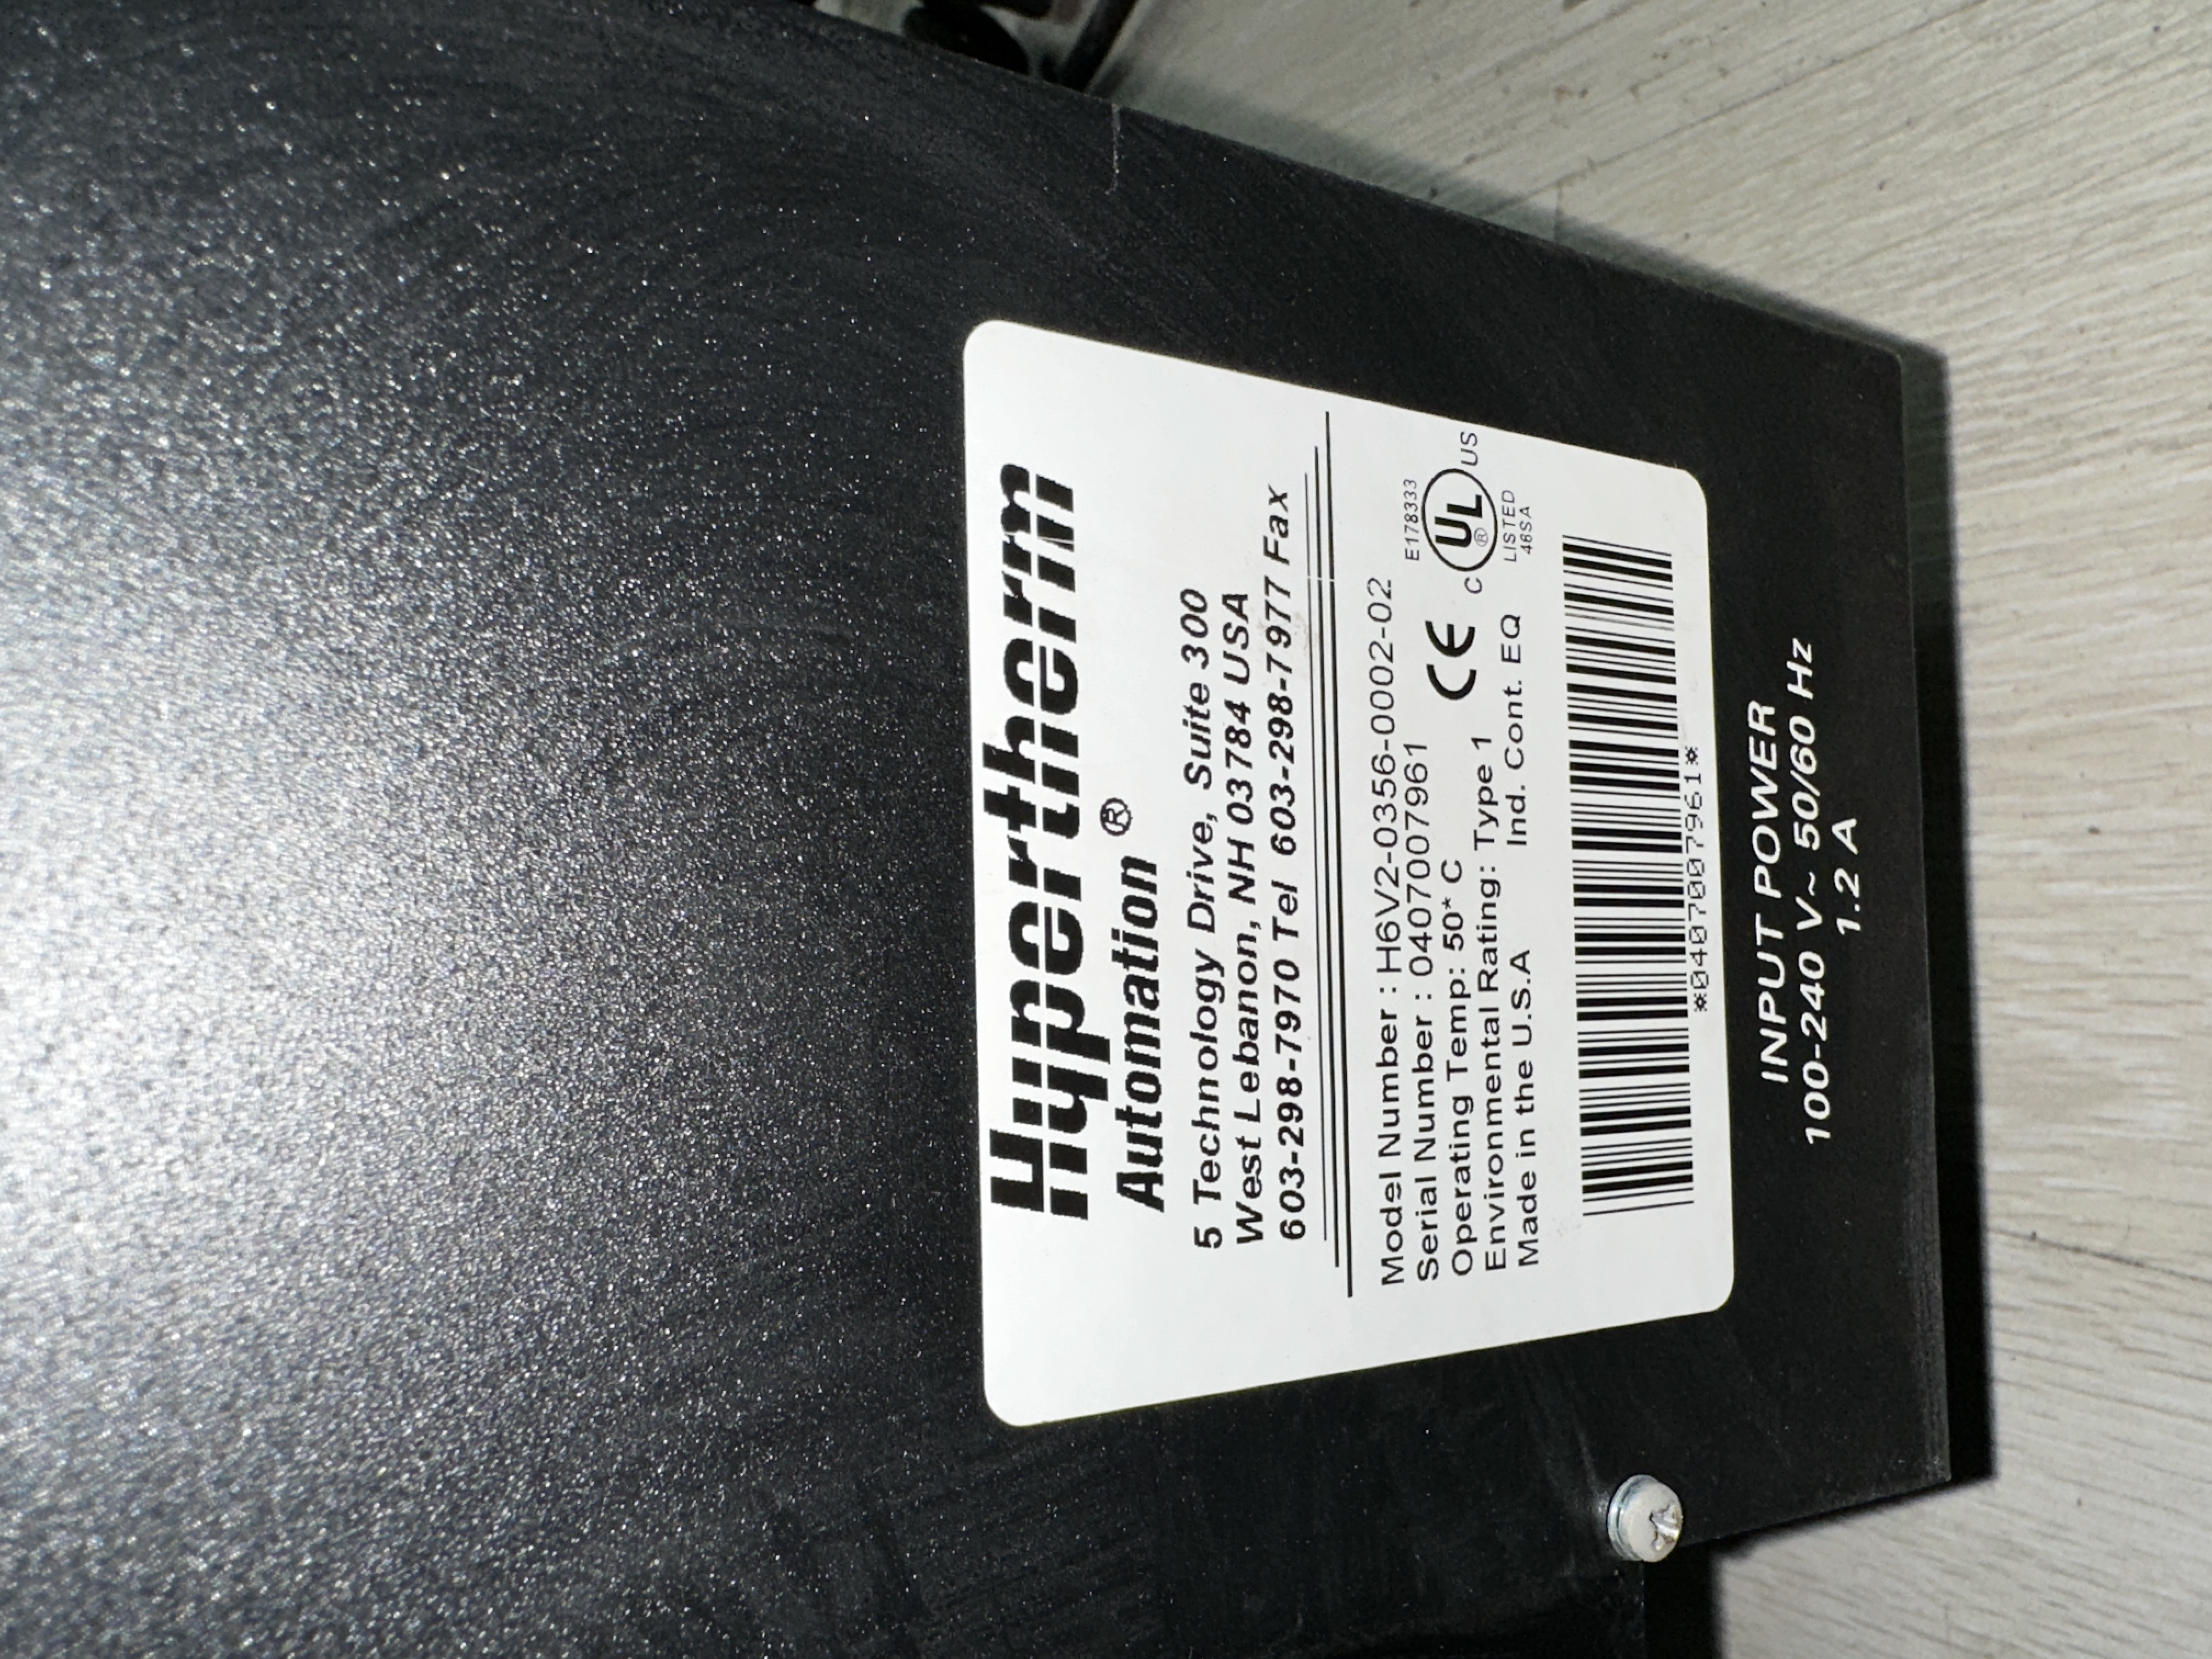 Hypertherm
Automation ®
5 Technology Drive, Suite 300
West Lebanon, NH 03784 USA
603-298-7970 Tel 603-298-7977 Fax
Model Number : H6V2-0356-0002-02
Serial Number : 0407007961
Operating Temp: 50* C
Environmental Rating: Type 1
Made in the U.S.A Ind. Cont. EQ
CE
E178333
C UL ® US
LISTED
46SA
*0407007961*
INPUT POWER
100-240 V~ 50/60 Hz
1.2 A